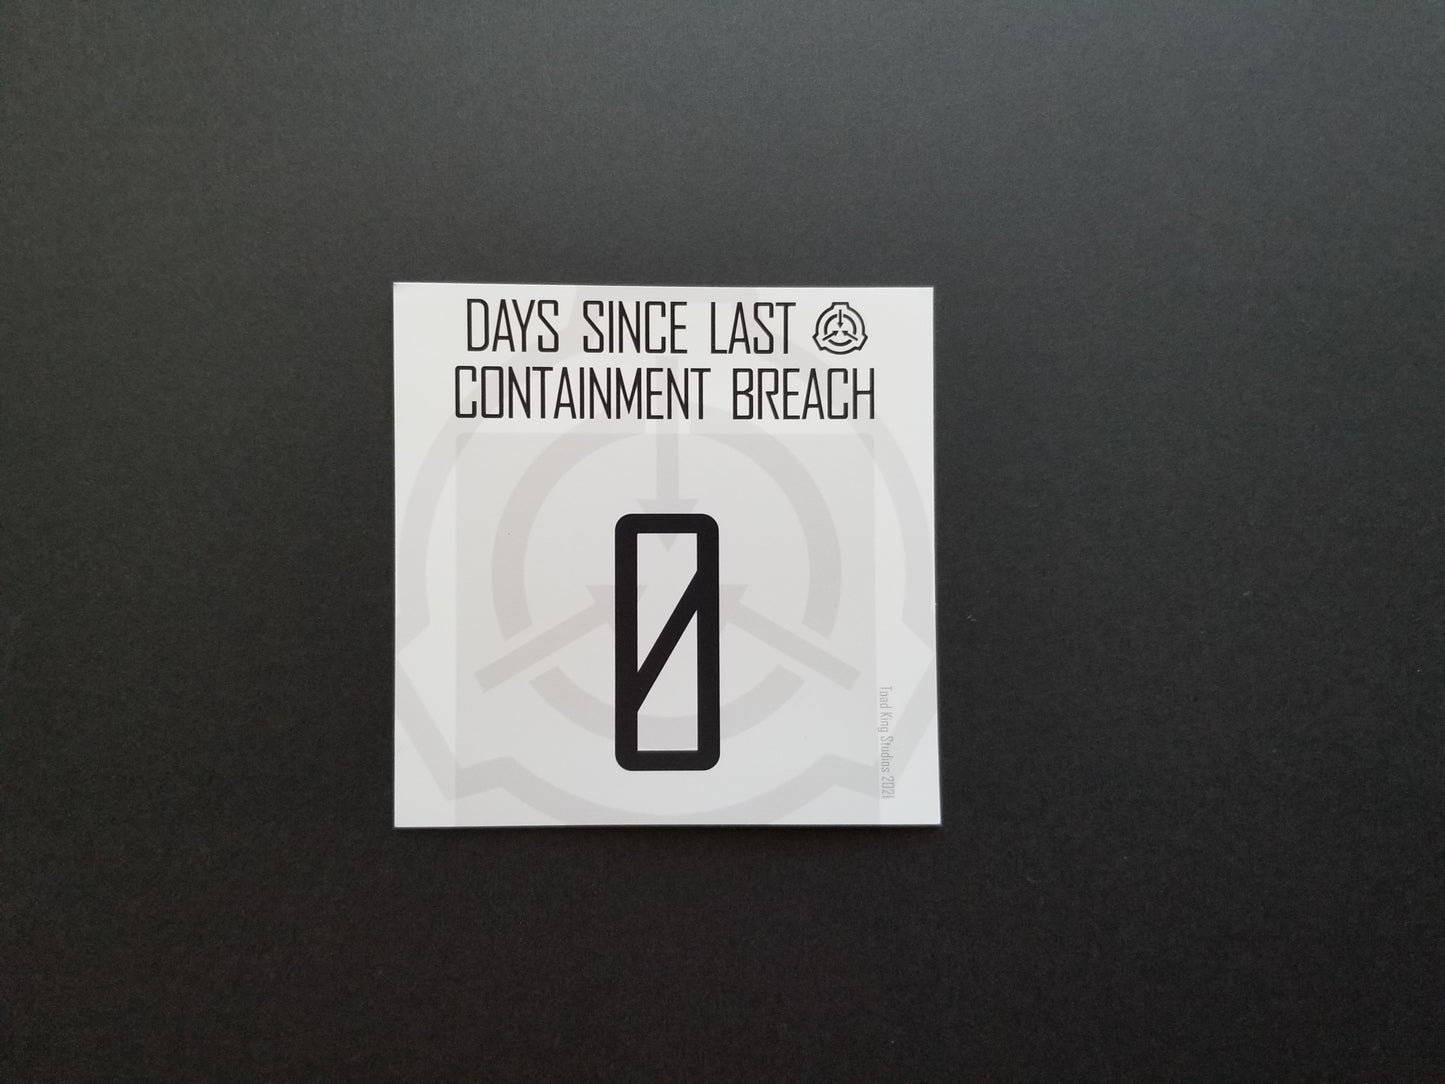 DAYS SINCE LAST
CONTAINMENT BREACH
0
Toad King Studios 2021